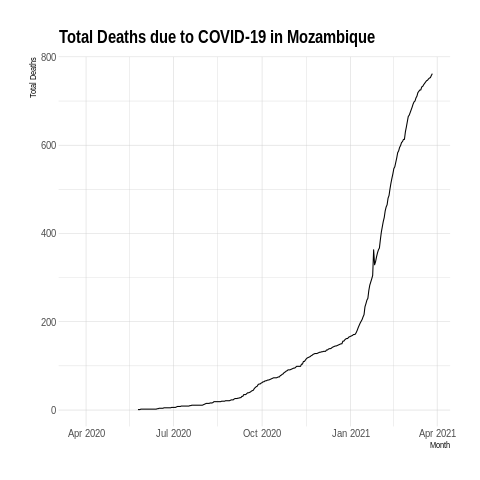 Total Deaths due to COVID-19 in Mozambique
Total Deaths
800
600
400
200
0
Apr 2020
Jul 2020
Oct 2020
Jan 2021
Apr 2021
Month